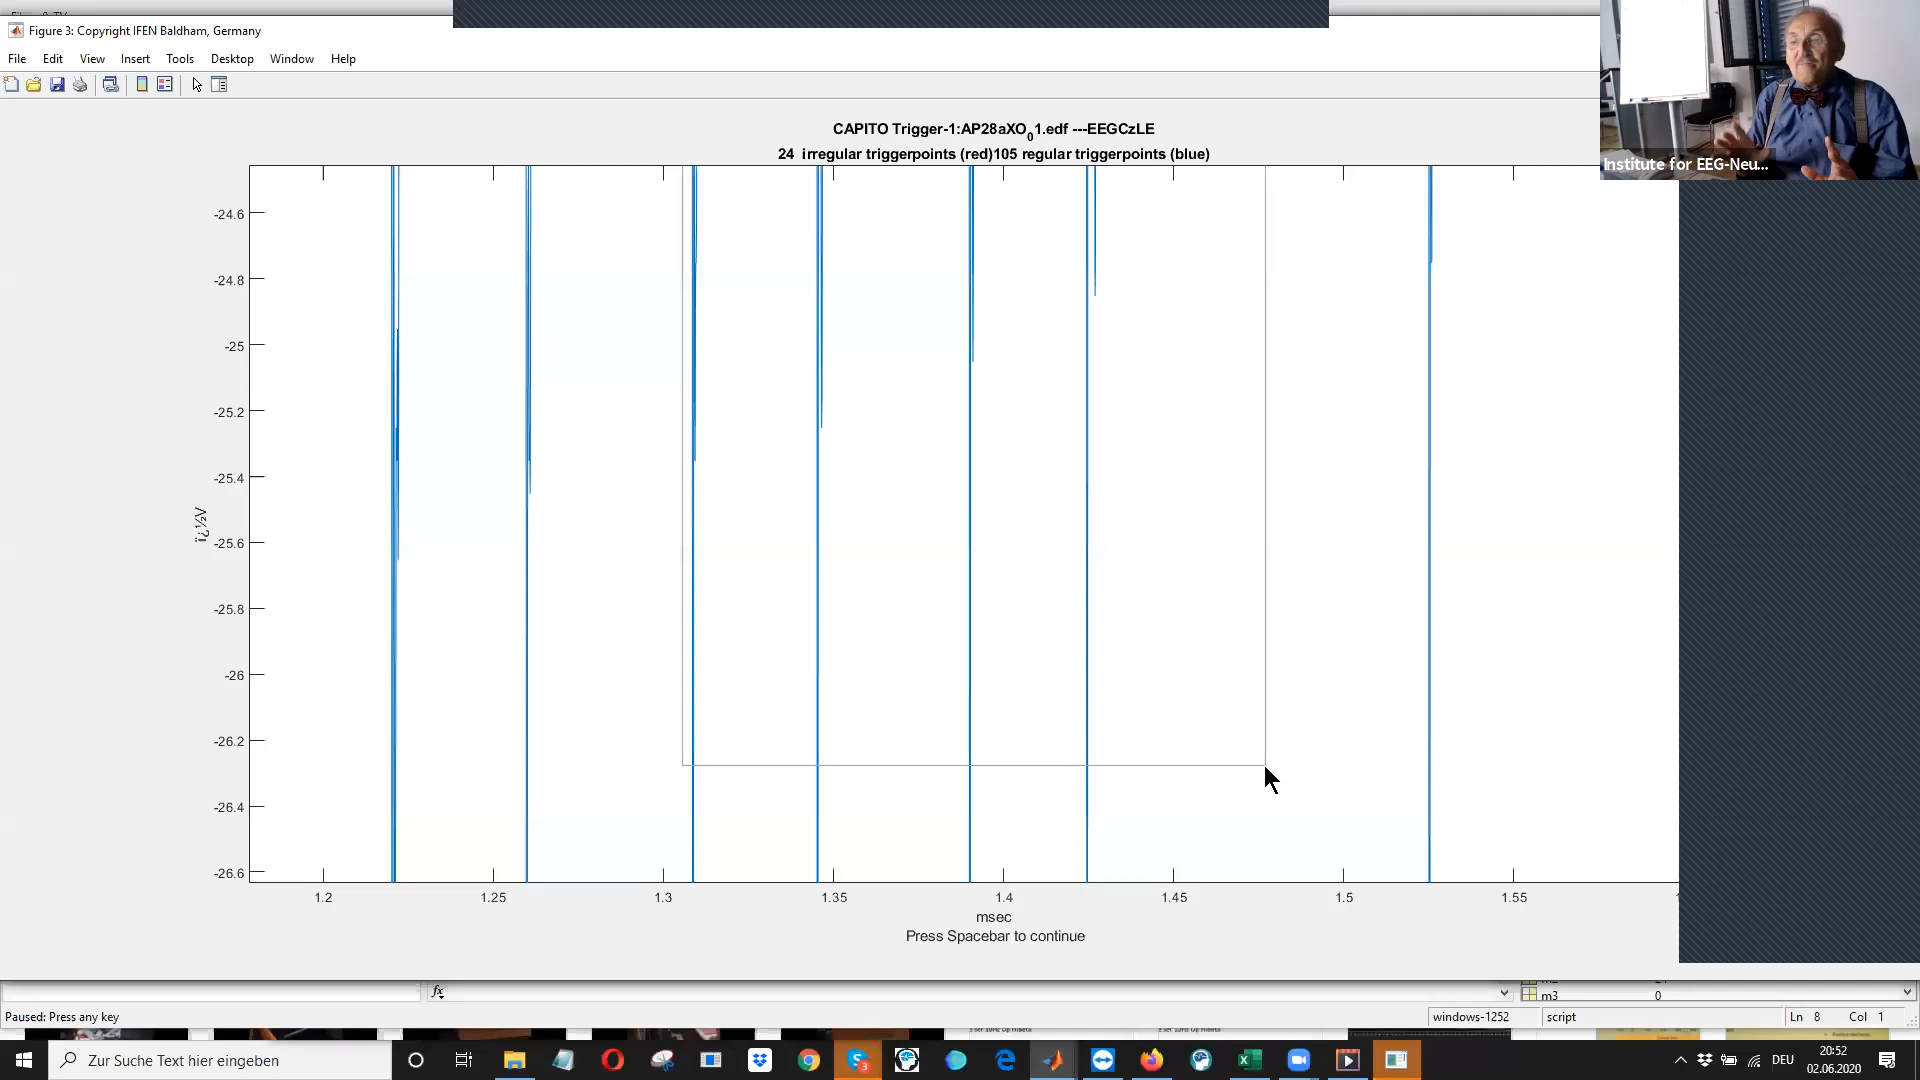 Figure 3: Copyright IFEN Baldham, Germany
File Edit View Insert Tools Desktop Window Help
CAPITO Trigger-1:AP28aXO01.edf ---EEGCzLE
24 irregular triggerpoints (red)105 regular triggerpoints (blue)
Institute for EEG-Neu...
-24.6
-24.8
-25
-25.2
-25.4
ï¿½V
-25.6
-25.8
-26
-26.2
-26.4
-26.6
1.2 1.25 1.3 1.35 1.4 1.45 1.5 1.55
msec
Press Spacebar to continue
fx
m3 0
Paused: Press any key
windows-1252 script Ln 8 Col 1
Zur Suche Text hier eingeben
3
DEU
20:52
02.06.2020